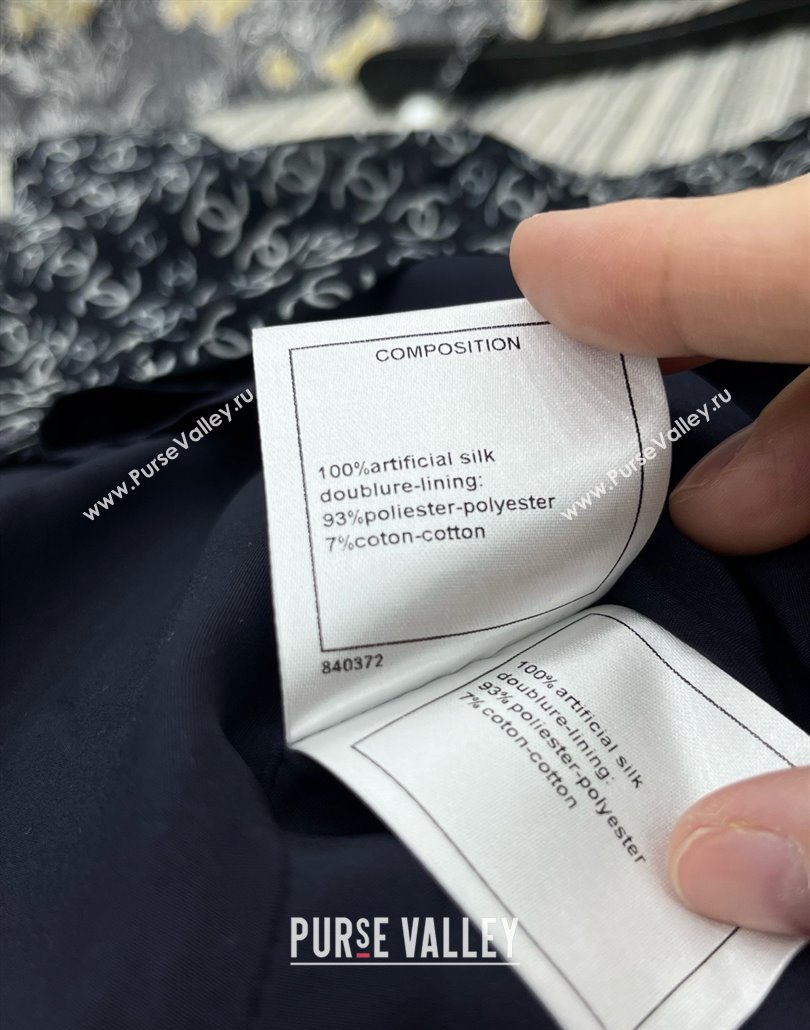 COMPOSITION
100%artificial silk
doublure-lining:
93%poliester-polyester
7%coton-cotton
840372
100% artificial silk
doublure-lining:
93%poliester-polyester
7%coton-cotton
www.PurseValley.ru
www.PurseValley.ru
PURSE VALLEY